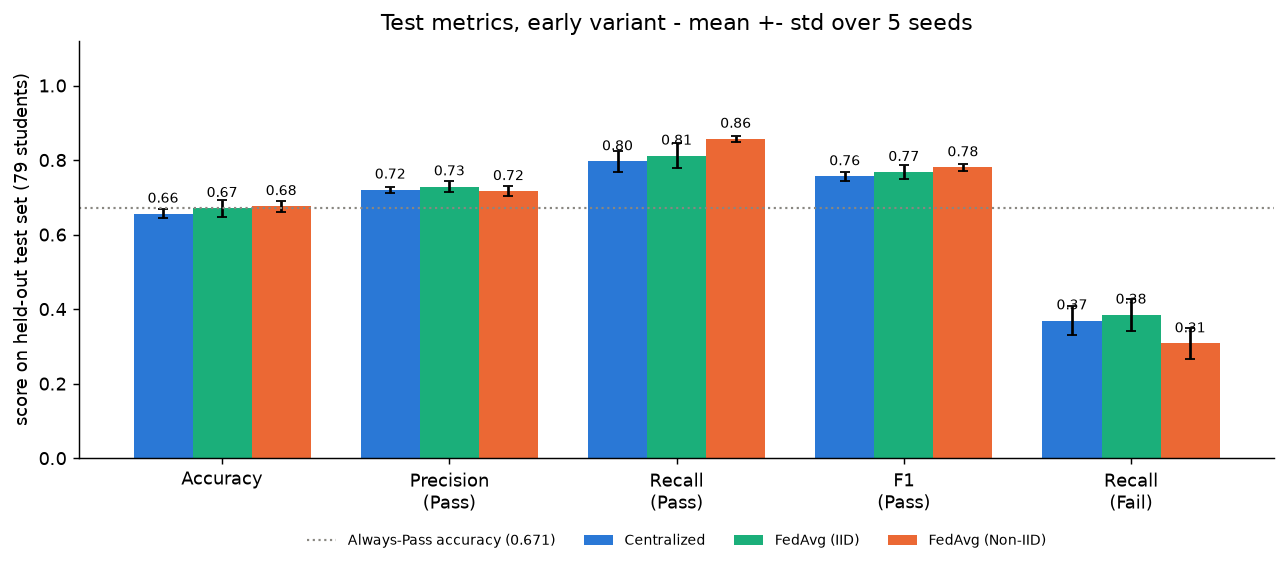 Test metrics, early variant - mean +- std over 5 seeds
score on held-out test set (79 students)
1.0
0.8
0.6
0.4
0.2
0.0
0.66 0.67 0.68
0.72 0.73 0.72
0.80 0.81 0.86
0.76 0.77 0.78
0.37 0.38 0.31
Accuracy
Precision
(Pass)
Recall
(Pass)
F1
(Pass)
Recall
(Fail)
Always-Pass accuracy (0.671) Centralized FedAvg (IID) FedAvg (Non-IID)